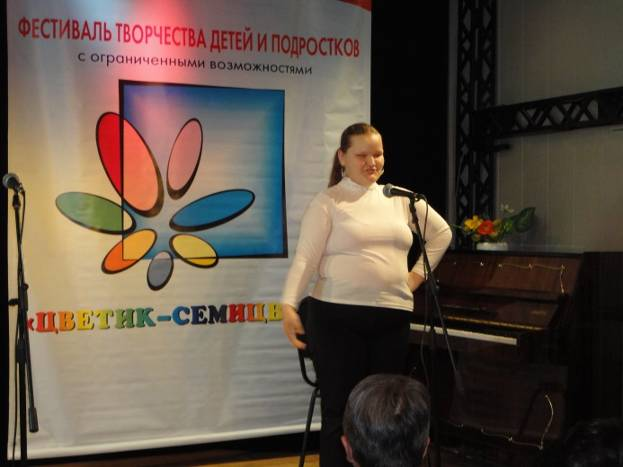 ФЕСТИВАЛЬ ТВОРЧЕСТВА ДЕТЕЙ И ПОДРОСТКОВ
с ограниченными возможностями
«ЦВЕТИК-СЕМИЦВ